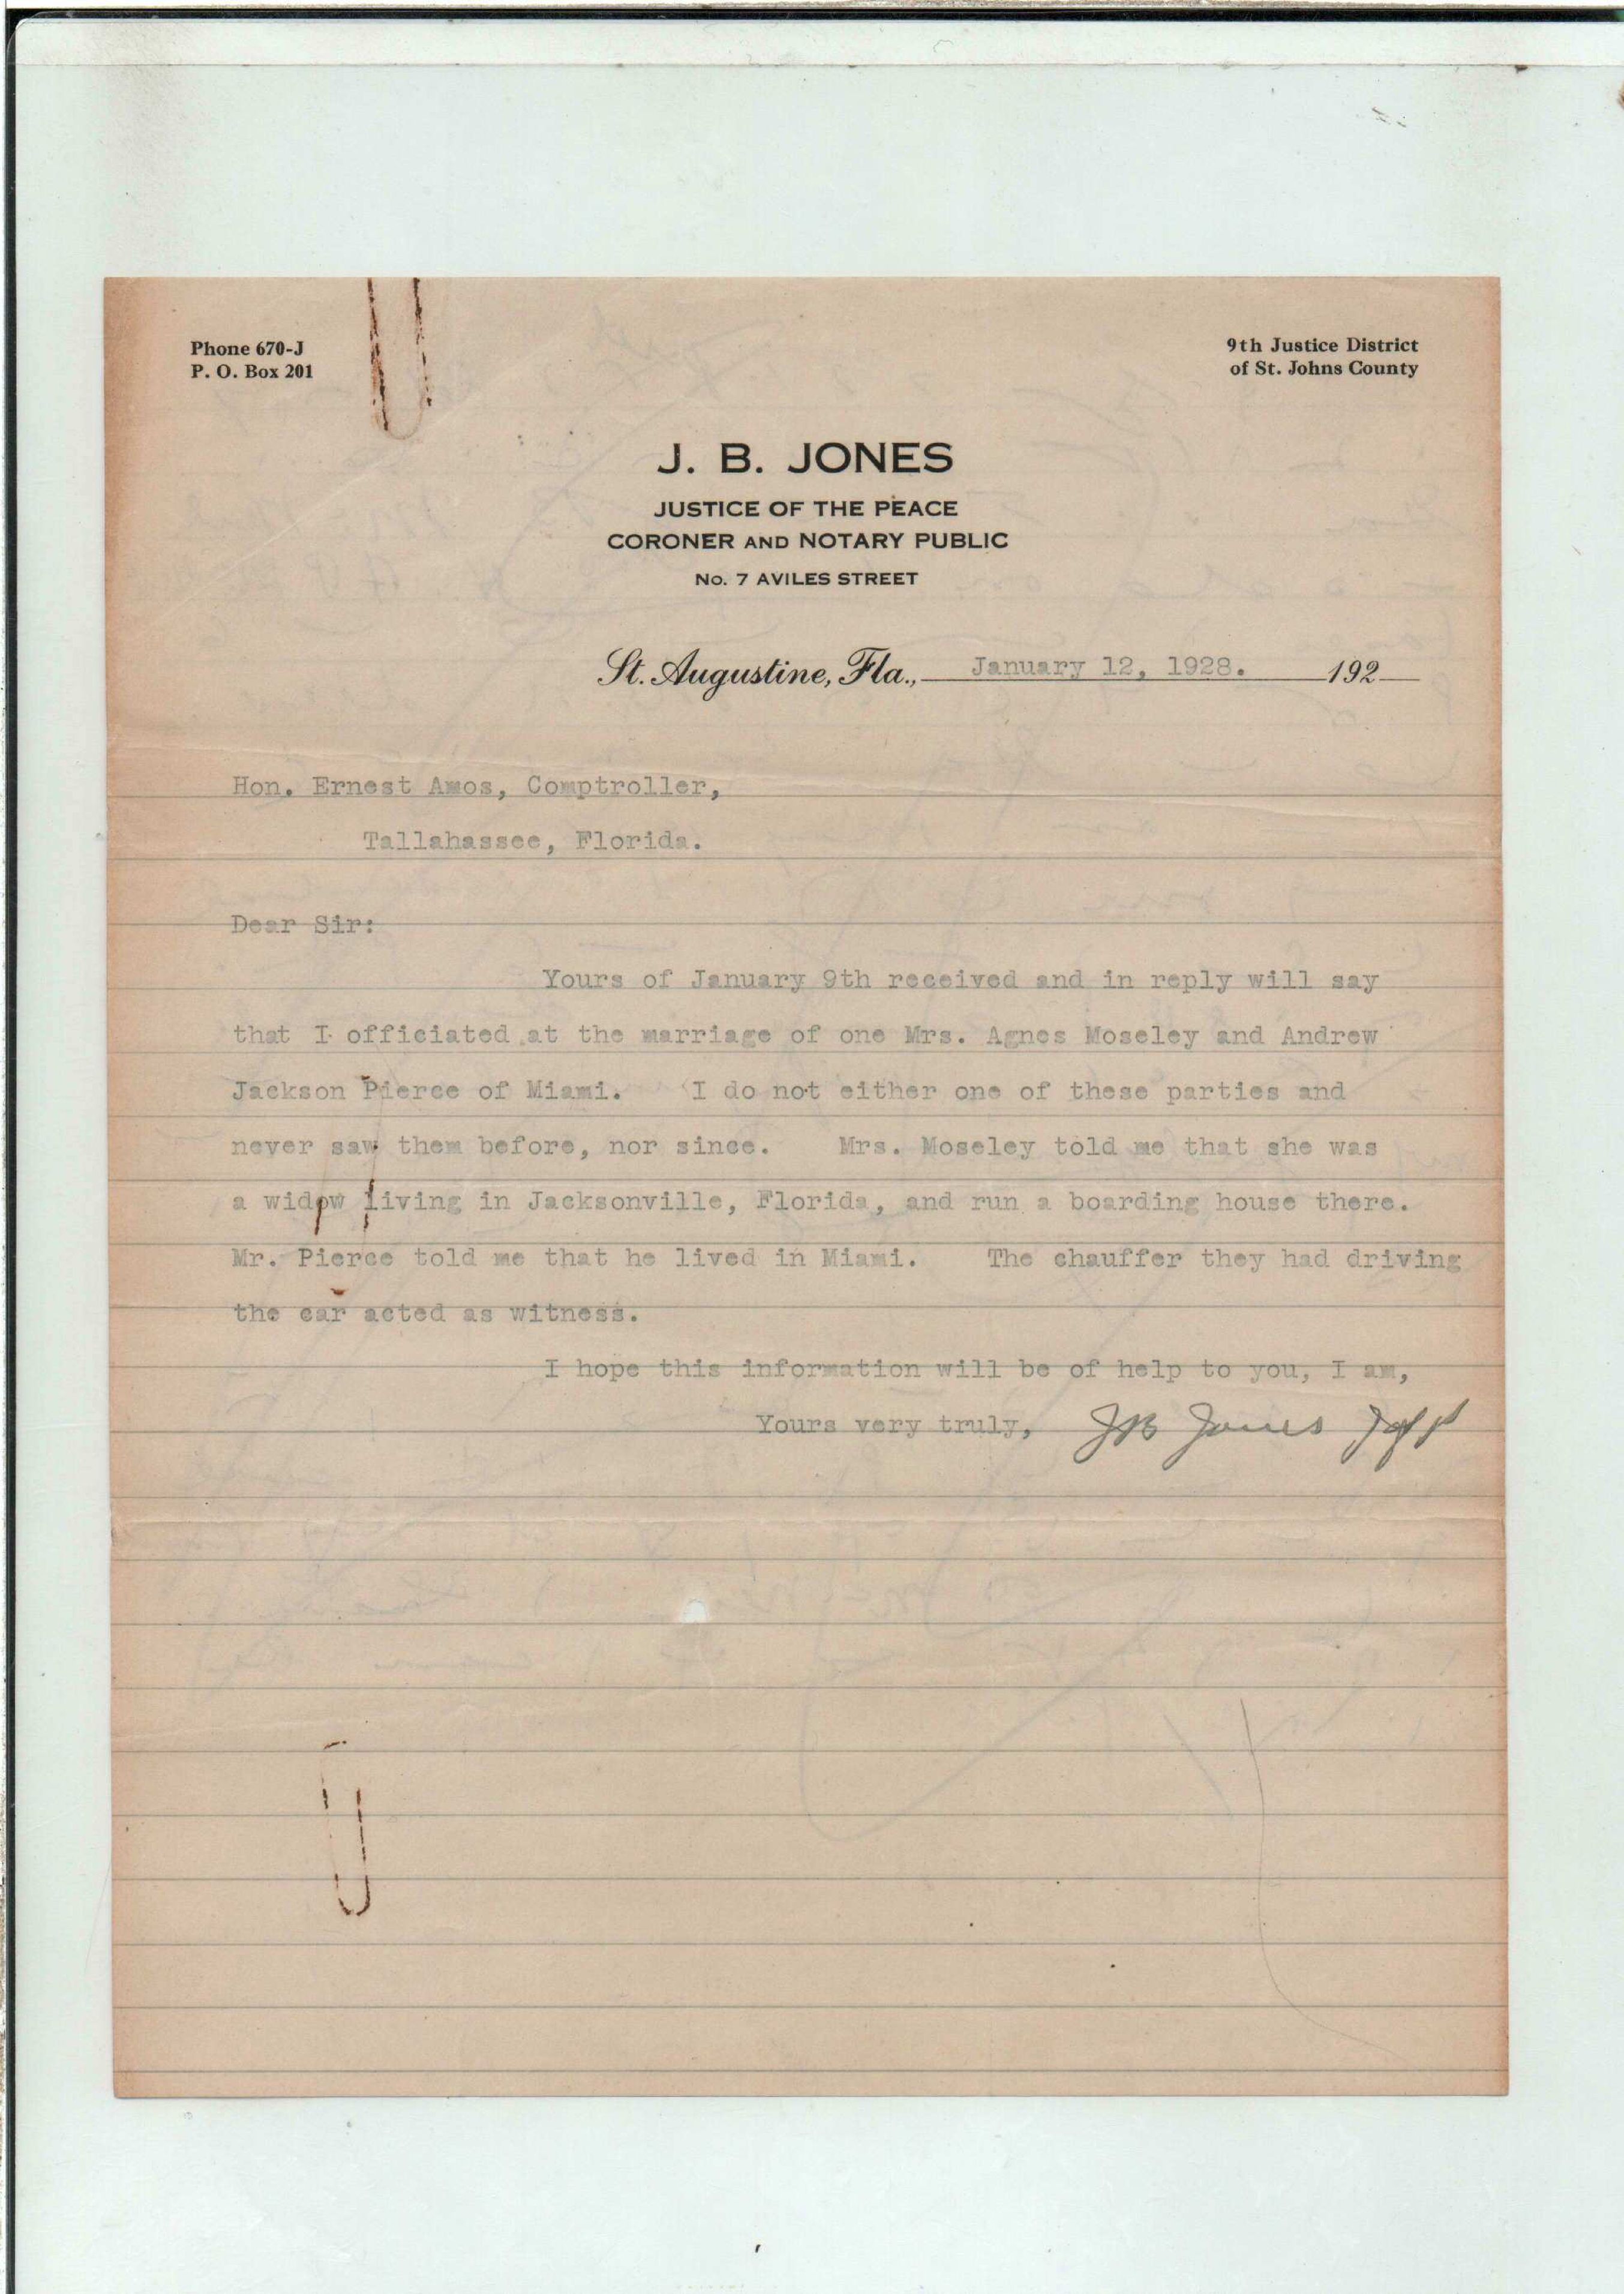 Phone 670-J
P. O. Box 201
9th Justice District
of St. Johns County
J. B. JONES
JUSTICE OF THE PEACE
CORONER AND NOTARY PUBLIC
No. 7 AVILES STREET
St. Augustine, Fla., January 12, 1928. 192
Hon. Ernest Amos, Comptroller,
Tallahassee, Florida.
Dear Sir:
Yours of January 9th received and in reply will say
that I officiated at the marriage of one Mrs. Agnes Moseley and Andrew
Jackson Pierce of Miami. I do not either one of these parties and
never saw them before, nor since. Mrs. Moseley told me that she was
a widow living in Jacksonville, Florida, and run a boarding house there.
Mr. Pierce told me that he lived in Miami. The chauffer they had driving
the car acted as witness.
I hope this information will be of help to you, I am,
Yours very truly, JB Jones